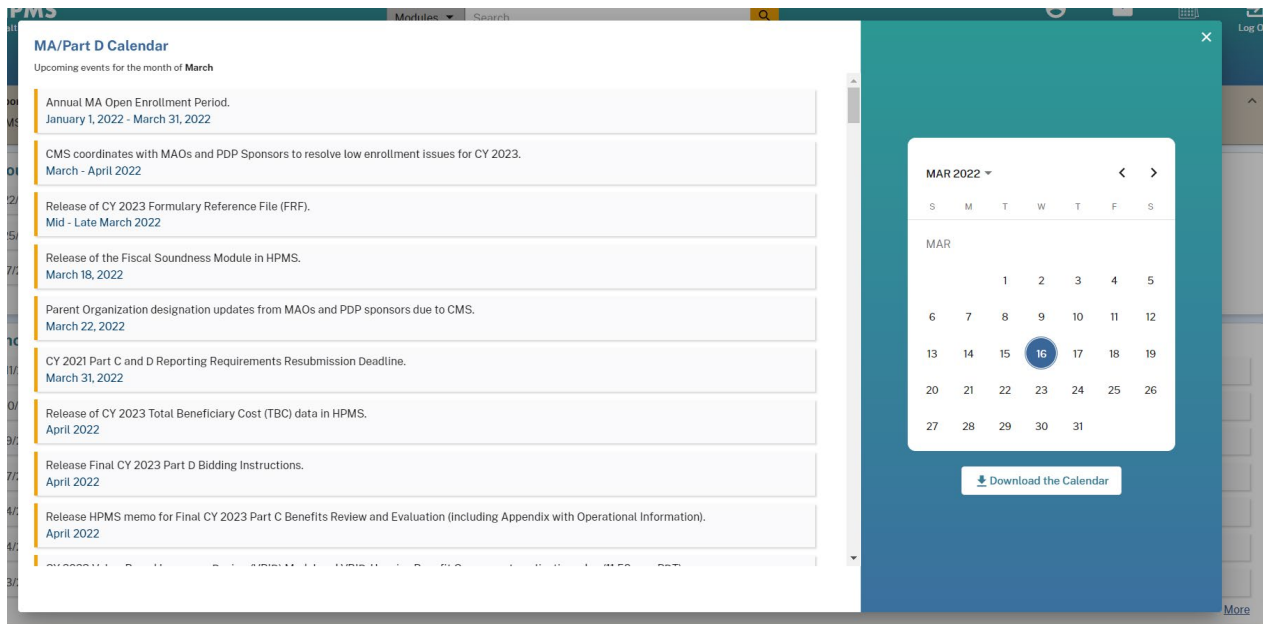 Modules Search
Log O
MA/Part D Calendar
Upcoming events for the month of March
Annual MA Open Enrollment Period.
January 1, 2022 - March 31, 2022
CMS coordinates with MAOs and PDP Sponsors to resolve low enrollment issues for CY 2023.
March - April 2022
Release of CY 2023 Formulary Reference File (FRF).
Mid - Late March 2022
Release of the Fiscal Soundness Module in HPMS.
March 18, 2022
Parent Organization designation updates from MAOs and PDP sponsors due to CMS.
March 22, 2022
CY 2021 Part C and D Reporting Requirements Resubmission Deadline.
March 31, 2022
Release of CY 2023 Total Beneficiary Cost (TBC) data in HPMS.
April 2022
Release Final CY 2023 Part D Bidding Instructions.
April 2022
Release HPMS memo for Final CY 2023 Part C Benefits Review and Evaluation (including Appendix with Operational Information).
April 2022
MAR 2022
S M T W T F S
MAR
1 2 3 4 5
6 7 8 9 10 11 12
13 14 15 16 17 18 19
20 21 22 23 24 25 26
27 28 29 30 31
Download the Calendar
More